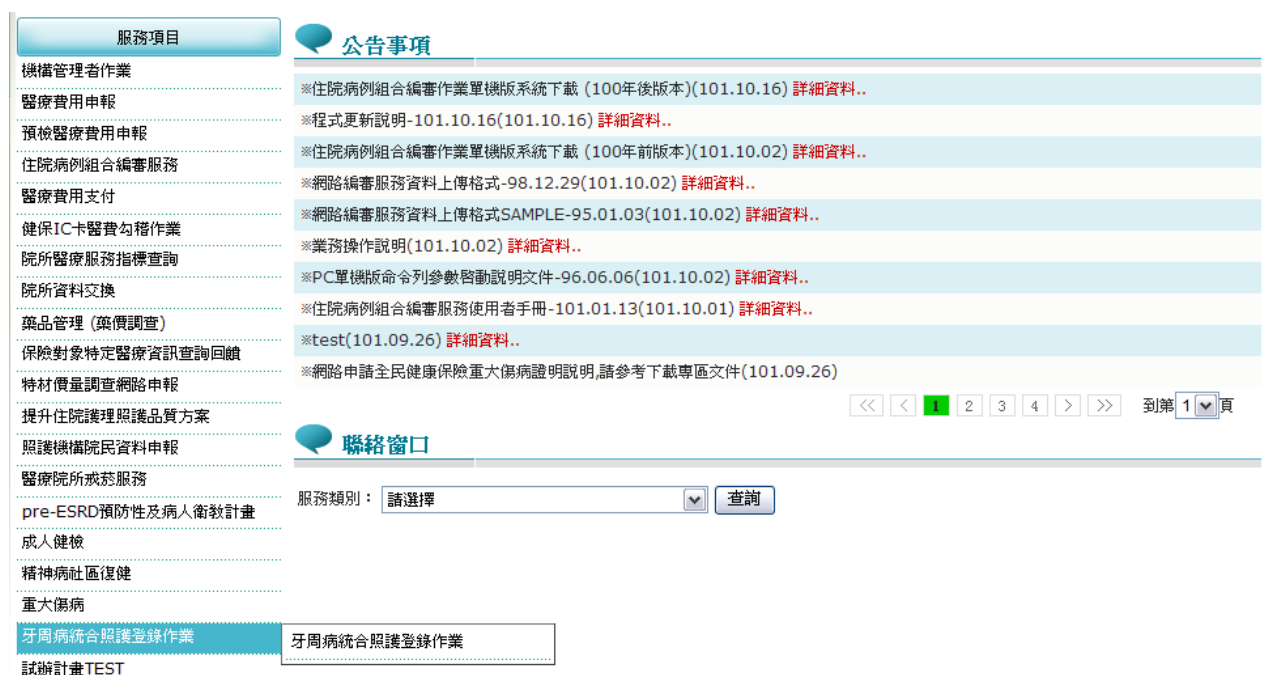 服務項目
機構管理者作業
醫療費用申報
預檢醫療費用申報
住院病例組合編審服務
醫療費用支付
健保IC卡醫費勾稽作業
院所醫療服務指標查詢
院所資料交換
藥品管理 (藥價調查)
保險對象特定醫療資訊查詢回饋
特材價量調查網路申報
提升住院護理照護品質方案
照護機構院民資料申報
醫療院所戒菸服務
pre-ESRD預防性及病人衛教計畫
成人健檢
精神病社區復健
重大傷病
牙周病統合照護登錄作業
試辦計畫TEST
牙周病統合照護登錄作業
公告事項
※住院病例組合編審作業單機版系統下載 (100年後版本)(101.10.16) 詳細資料..
※程式更新說明-101.10.16(101.10.16) 詳細資料..
※住院病例組合編審作業單機版系統下載 (100年前版本)(101.10.02) 詳細資料..
※網路編審服務資料上傳格式-98.12.29(101.10.02) 詳細資料..
※網路編審服務資料上傳格式SAMPLE-95.01.03(101.10.02) 詳細資料..
※業務操作說明(101.10.02) 詳細資料..
※PC單機版命令列參數啓動說明文件-96.06.06(101.10.02) 詳細資料..
※住院病例組合編審服務使用者手冊-101.01.13(101.10.01) 詳細資料..
※test(101.09.26) 詳細資料..
※網路申請全民健康保險重大傷病證明說明,請參考下載專區文件(101.09.26)
<< < 1 2 3 4 > >> 到第 1 頁
聯絡窗口
服務類別： 請選擇 查詢